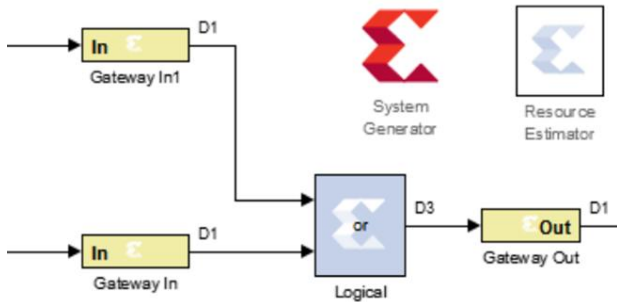 In
D1
Gateway In1
System
Generator
Resource
Estimator
or
D3
Out
D1
Gateway Out
In
D1
Gateway In
Logical